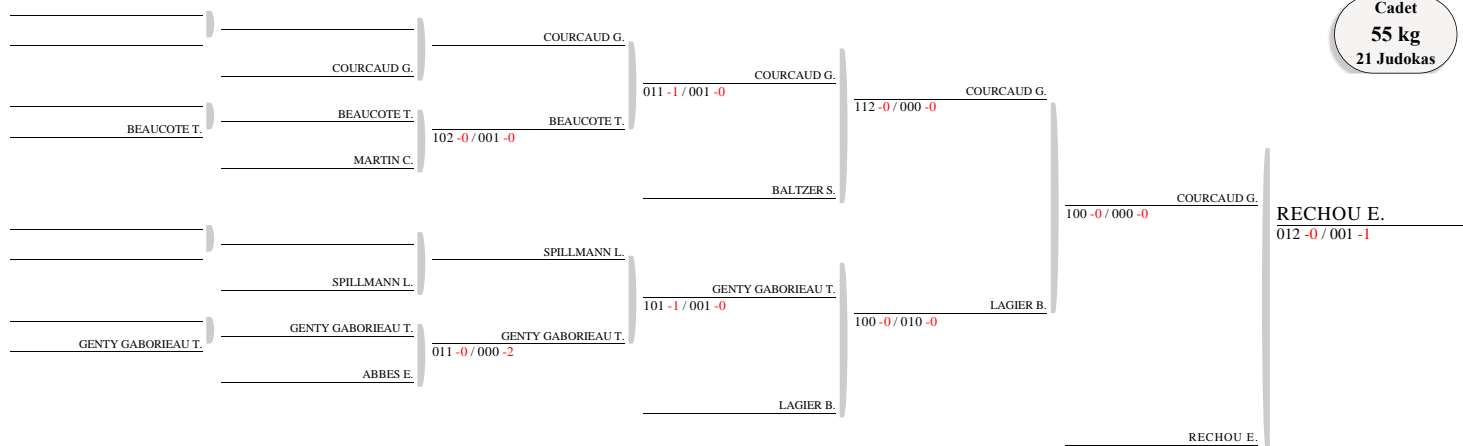 Cadet
55 kg
21 Judokas
COURCAUD G.
BEAUCOTE T.
BEAUCOTE T.
MARTIN C.
COURCAUD G.
BEAUCOTE T.
102 -0 / 001 -0
COURCAUD G.
011 -1 / 001 -0
BALTZER S.
COURCAUD G.
112 -0 / 000 -0
SPILLMANN L.
GENTY GABORIEAU T.
GENTY GABORIEAU T.
ABBES E.
SPILLMANN L.
GENTY GABORIEAU T.
011 -0 / 000 -2
GENTY GABORIEAU T.
101 -1 / 001 -0
LAGIER B.
LAGIER B.
100 -0 / 010 -0
COURCAUD G.
100 -0 / 000 -0
RECHOU E.
RECHOU E.
012 -0 / 001 -1